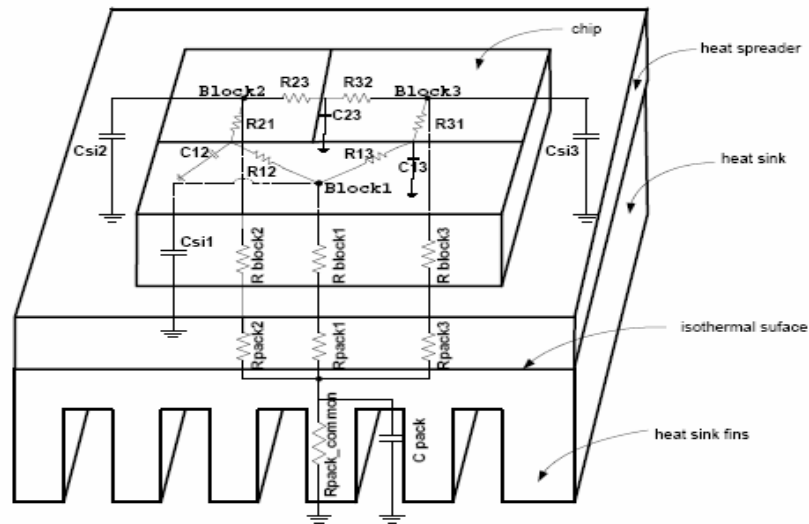 chip
heat spreader
R23
R32
Block2
Block3
C23
R21
R31
Csi2
C12
R13
C13
Csi3
heat sink
R12
Block1
Csi1
R block2
R block1
R block3
isothermal suface
Rpack2
Rpack1
Rpack3
Rpack_common
C pack
heat sink fins